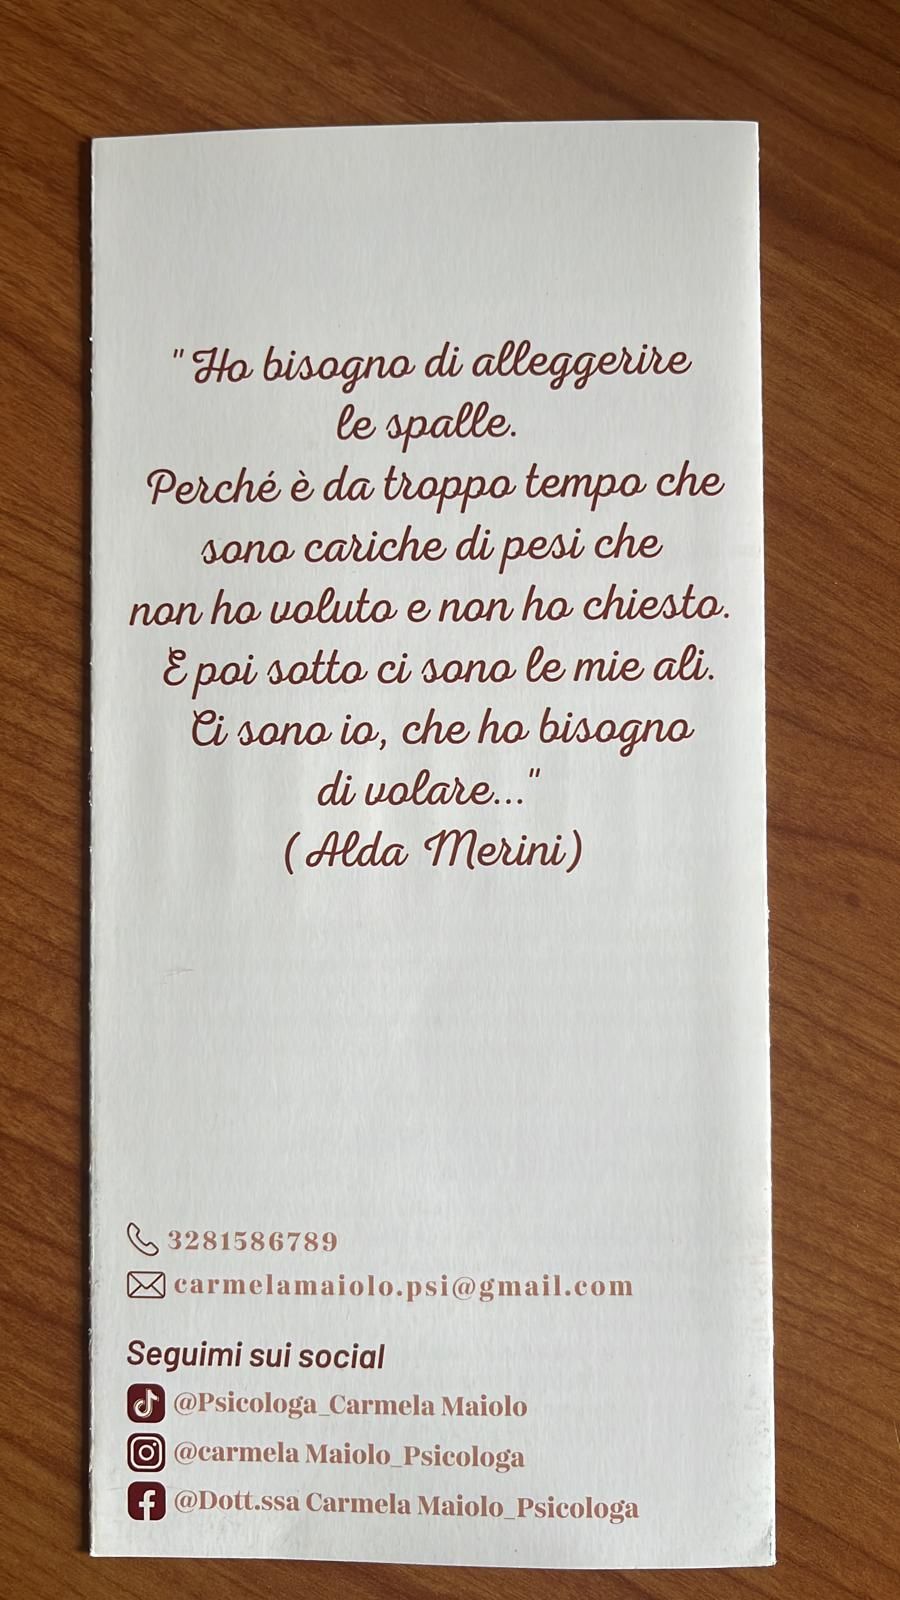 "Ho bisogno di alleggerire
le spalle.
Perché è da troppo tempo che
sono cariche di pesi che
non ho voluto e non ho chiesto.
E poi sotto ci sono le mie ali.
Ci sono io, che ho bisogno
di volare..."
(Alda Merini)
3281586789
carmelamaiolo.psi@gmail.com
Seguimi sui social
@Psicologa_Carmela Maiolo
@carmela Maiolo_Psicologa
@Dott.ssa Carmela Maiolo_Psicologa